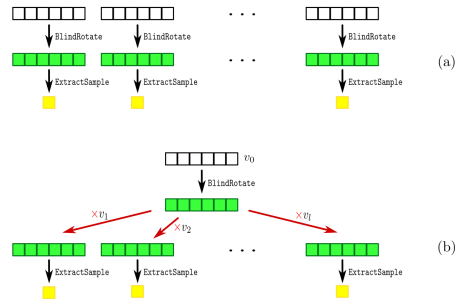 . . .
BlindRotate BlindRotate BlindRotate
. . .
(a)
ExtractSample ExtractSample ExtractSample
v0
BlindRotate
×v1 ×v2 ×vl
. . .
(b)
ExtractSample ExtractSample ExtractSample